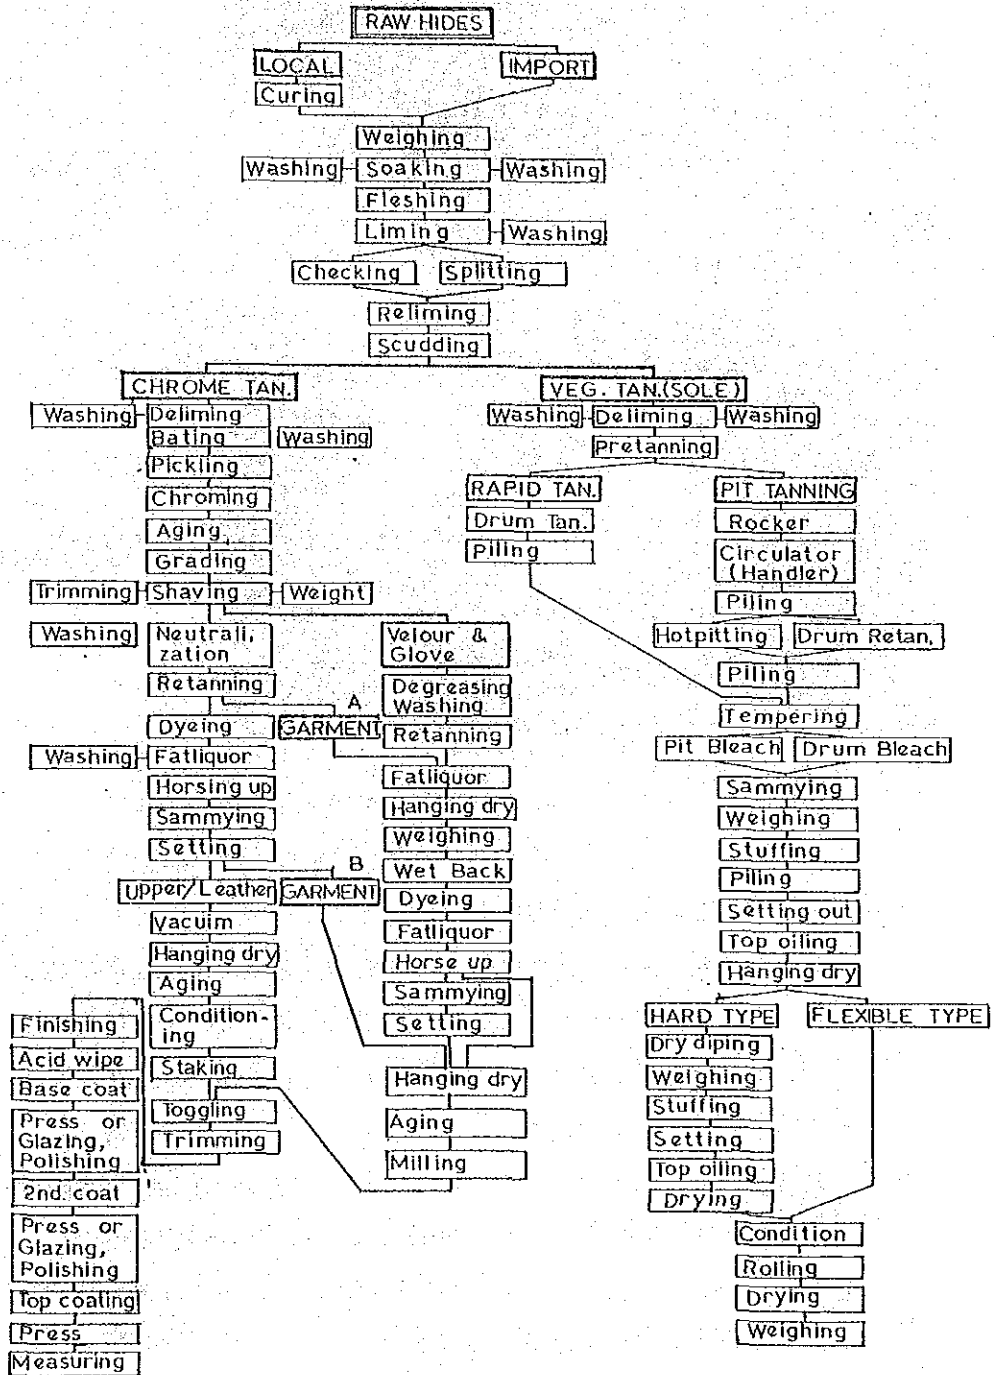 RAW HIDES
LOCAL
IMPORT
Curing
Weighing
Washing
Soaking
Washing
Fleshing
Liming
Washing
Checking
Splitting
Reliming
Scudding
CHROME TAN.
Washing
Deliming
Bating
Washing
Pickling
Chroming
Aging
Grading
Trimming
Shaving
Weight
Washing
Neutrali,
zation
Retanning
A
GARMENT
Dyeing
Washing
Fatliquor
Horsing up
Sammying
Setting
B
GARMENT
Upper/Leather
Vacuim
Hanging dry
Aging
Condition-
ing
Staking
Toggling
Trimming
Finishing
Acid wipe
Base coat
Press or
Glazing,
Polishing
2nd. coat
Press or
Glazing,
Polishing
Top coating
Press
Measuring
Velour &
Glove
Degreasing
Washing
Retanning
Fatliquor
Hanging dry
Weighing
Wet Back
Dyeing
Fatliquor
Horse up
Sammying
Setting
Hanging dry
Aging
Milling
VEG. TAN.(SOLE)
Washing
Deliming
Washing
Pretanning
RAPID TAN.
Drum Tan.
Piling
PIT TANNING
Rocker
Circulator
(Handler)
Piling
Hotpitting
Drum Retan.
Piling
Tempering
Pit Bleach
Drum Bleach
Sammying
Weighing
Stuffing
Piling
Setting out
Top oiling
Hanging dry
HARD TYPE
FLEXIBLE TYPE
Dry diping
Weighing
Stuffing
Setting
Top oiling
Drying
Condition
Rolling
Drying
Weighing